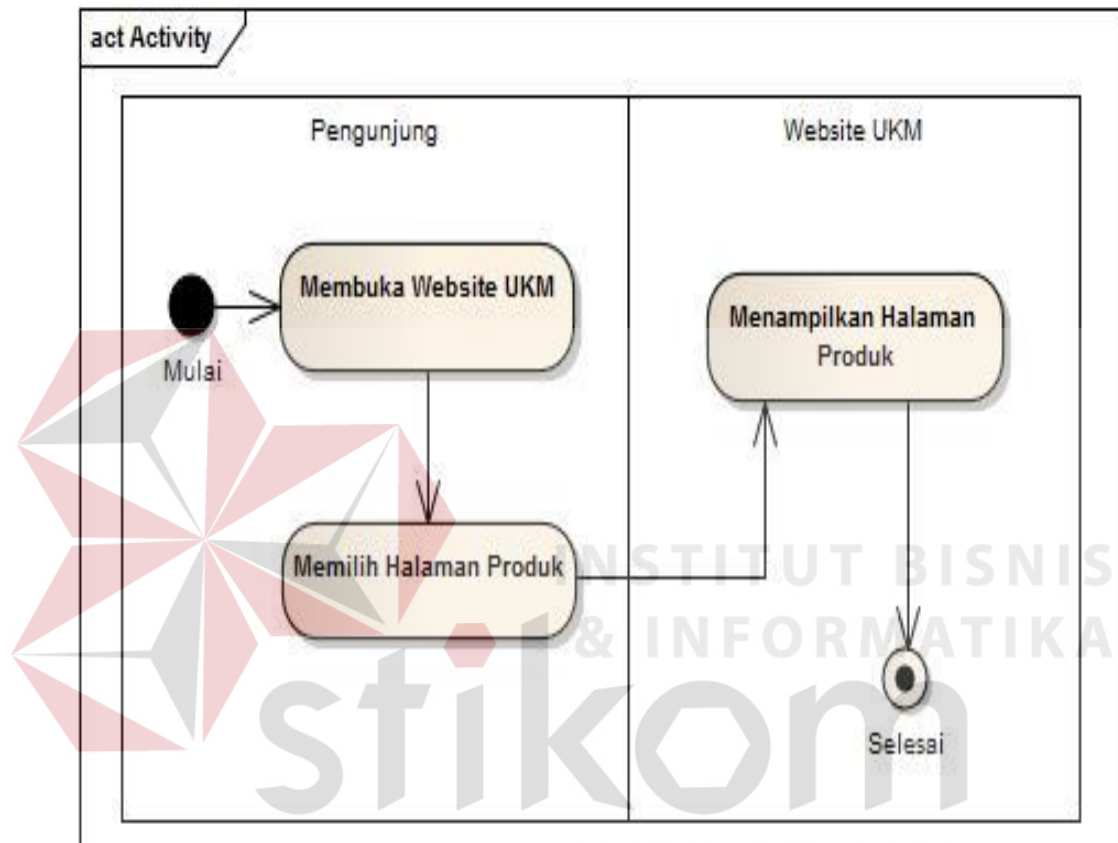 act Activity
Pengunjung
Website UKM
Membuka Website UKM
Mulai
Memilih Halaman Produk
Menampilkan Halaman
Produk
Selesai
INSTITUT BISNIS
& INFORMATIKA
stikom